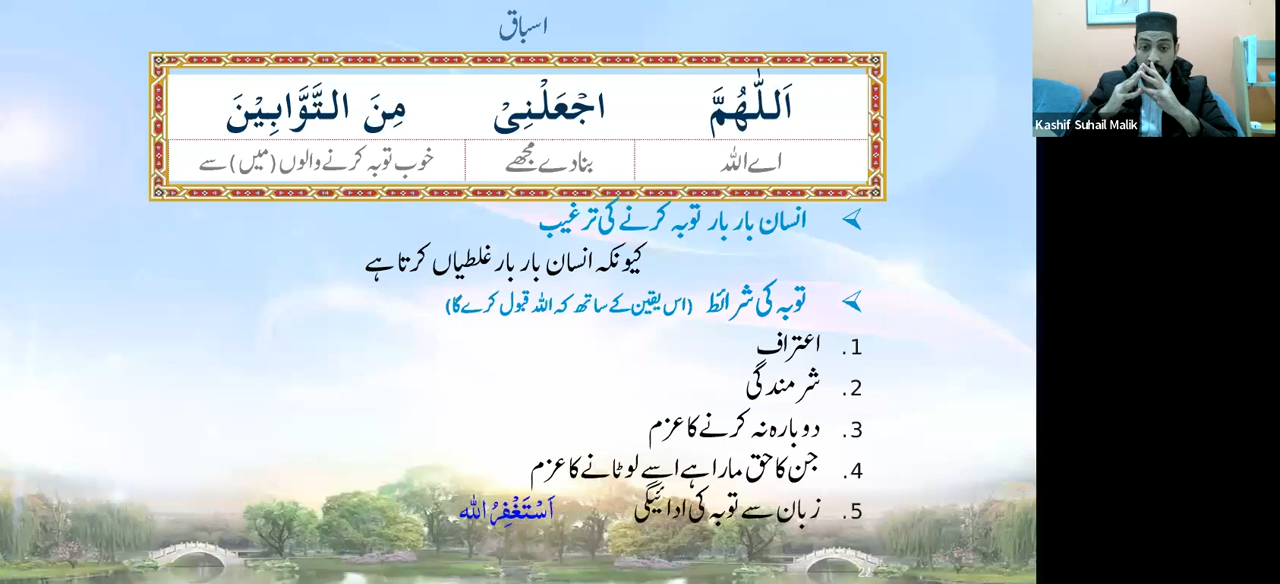 اسباق
اَللّٰهُمَّ اجْعَلْنِیْ مِنَ التَّوَّابِیْنَ
اے اللہ بنا دے مجھے خوب توبہ کرنے والوں (میں) سے
انسان بار بار توبہ کرنے کی ترغیب
کیونکہ انسان بار بار غلطیاں کرتا ہے
توبہ کی شرائط (اس یقین کے ساتھ کہ اللہ قبول کرے گا)
1. اعتراف
2. شرمندگی
3. دوبارہ نہ کرنے کا عزم
4. جن کا حق مارا ہے اسے لوٹانے کا عزم
5. زبان سے توبہ کی ادائیگی اَسْتَغْفِرُ اللہ
Kashif Suhail Malik